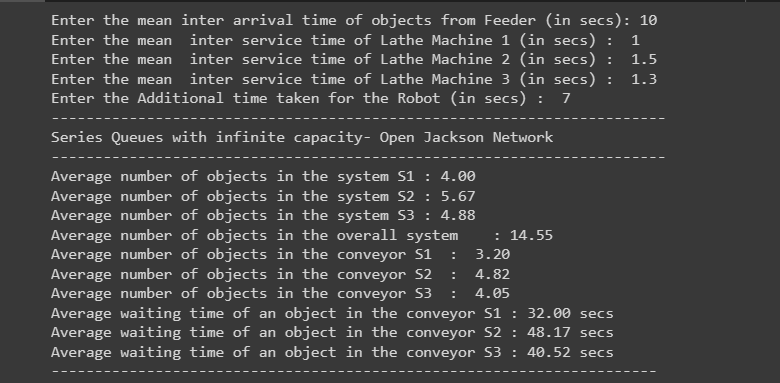 Enter the mean inter arrival time of objects from Feeder (in secs): 10
Enter the mean  inter service time of Lathe Machine 1 (in secs) :  1
Enter the mean  inter service time of Lathe Machine 2 (in secs) :  1.5
Enter the mean  inter service time of Lathe Machine 3 (in secs) :  1.3
Enter the Additional time taken for the Robot (in secs) :  7
-----------------------------------------------------------------------
Series Queues with infinite capacity- Open Jackson Network
-----------------------------------------------------------------------
Average number of objects in the system S1 : 4.00
Average number of objects in the system S2 : 5.67
Average number of objects in the system S3 : 4.88
Average number of objects in the overall system    : 14.55
Average number of objects in the conveyor S1  :  3.20
Average number of objects in the conveyor S2  :  4.82
Average number of objects in the conveyor S3  :  4.05
Average waiting time of an object in the conveyor S1 : 32.00 secs
Average waiting time of an object in the conveyor S2 : 48.17 secs
Average waiting time of an object in the conveyor S3 : 40.52 secs
----------------------------------------------------------------------